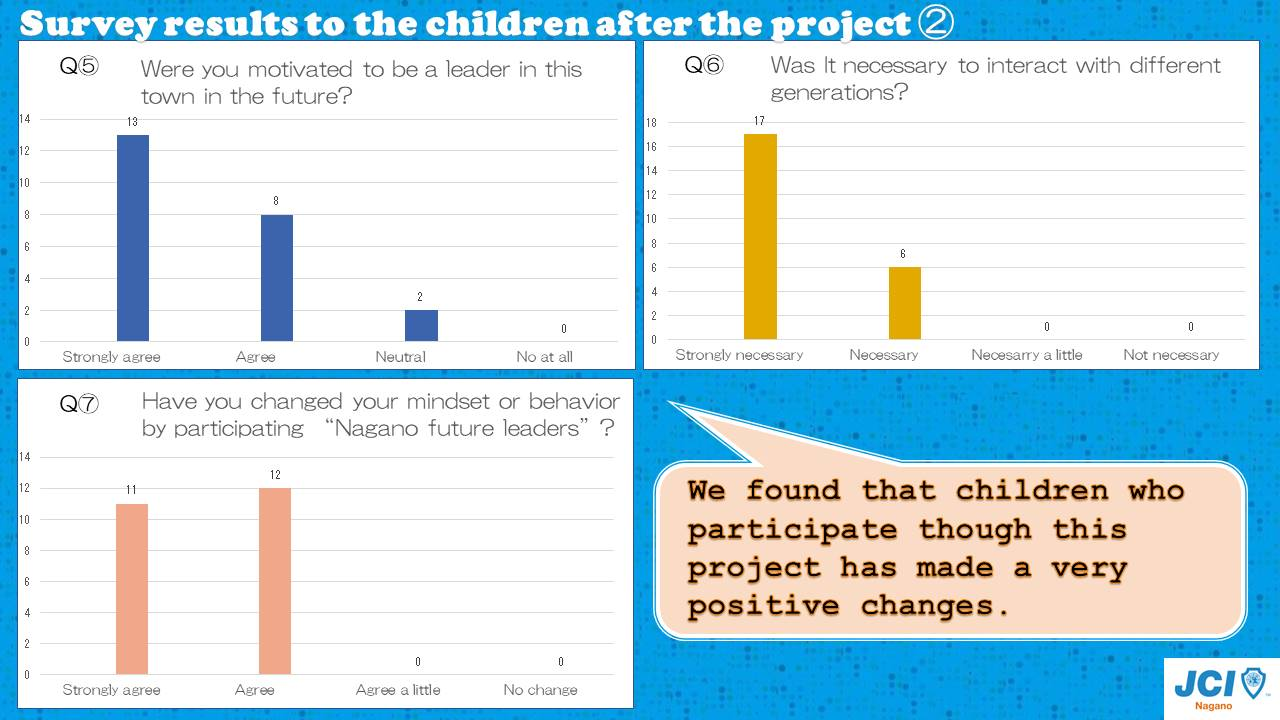 Survey results to the children after the project ②
Q⑤
Were you motivated to be a leader in this
town in the future?
14
12
10
8
6
4
2
0
13
8
2
0
Strongly agree
Agree
Neutral
No at all
Q⑥
Was It necessary to interact with different
generations?
18
16
14
12
10
8
6
4
2
0
17
6
0
0
Strongly necessary
Necessary
Necesarry a little
Not necessary
Q⑦
Have you changed your mindset or behavior
by participating “Nagano future leaders” ?
14
12
10
8
6
4
2
0
11
12
0
0
Strongly agree
Agree
Agree a little
No change
We found that children who
participate though this
project has made a very
positive changes.
JCI
Nagano